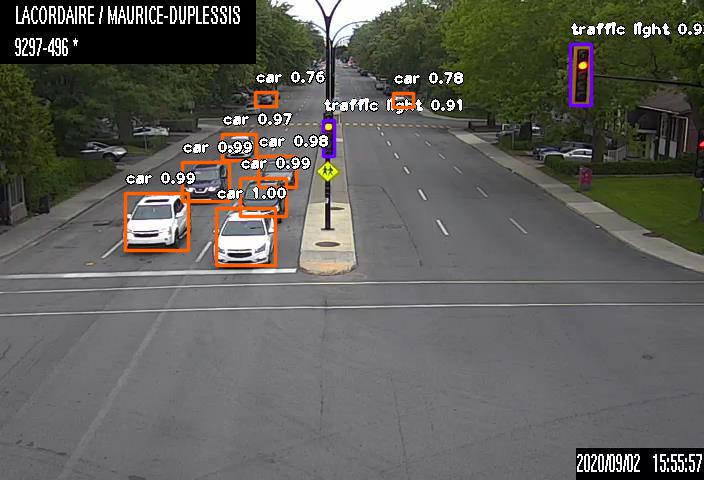 LACORDAIRE / MAURICE-DUPLESSIS
9297-496 *
traffic light 0.9
car 0.76
car 0.78
traffic light 0.91
car 0.97
car 0.98
car 0.99
car 0.99
car 0.99
car 1.00
2020/09/02 15:55:57